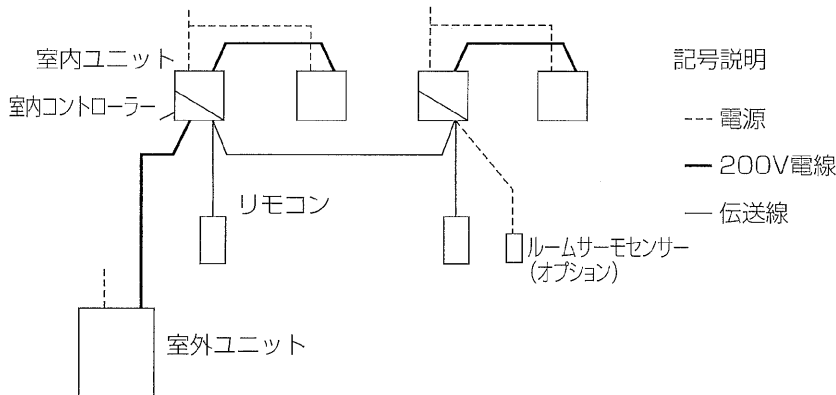 室内ユニット
室内コントローラー
リモコン
ルームサーモセンサー
(オプション)
室外ユニット
記号説明
電源
200V電線
伝送線